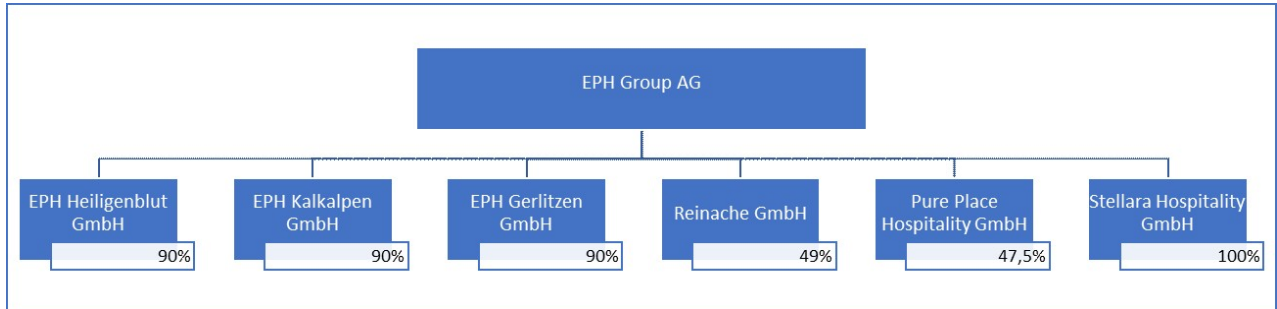 EPH Group AG
EPH Heiligenblut
GmbH
90%
EPH Kalkalpen
GmbH
90%
EPH Gerlitzen
GmbH
90%
Reinache GmbH
49%
Pure Place
Hospitality GmbH
47,5%
Stellara Hospitality
GmbH
100%